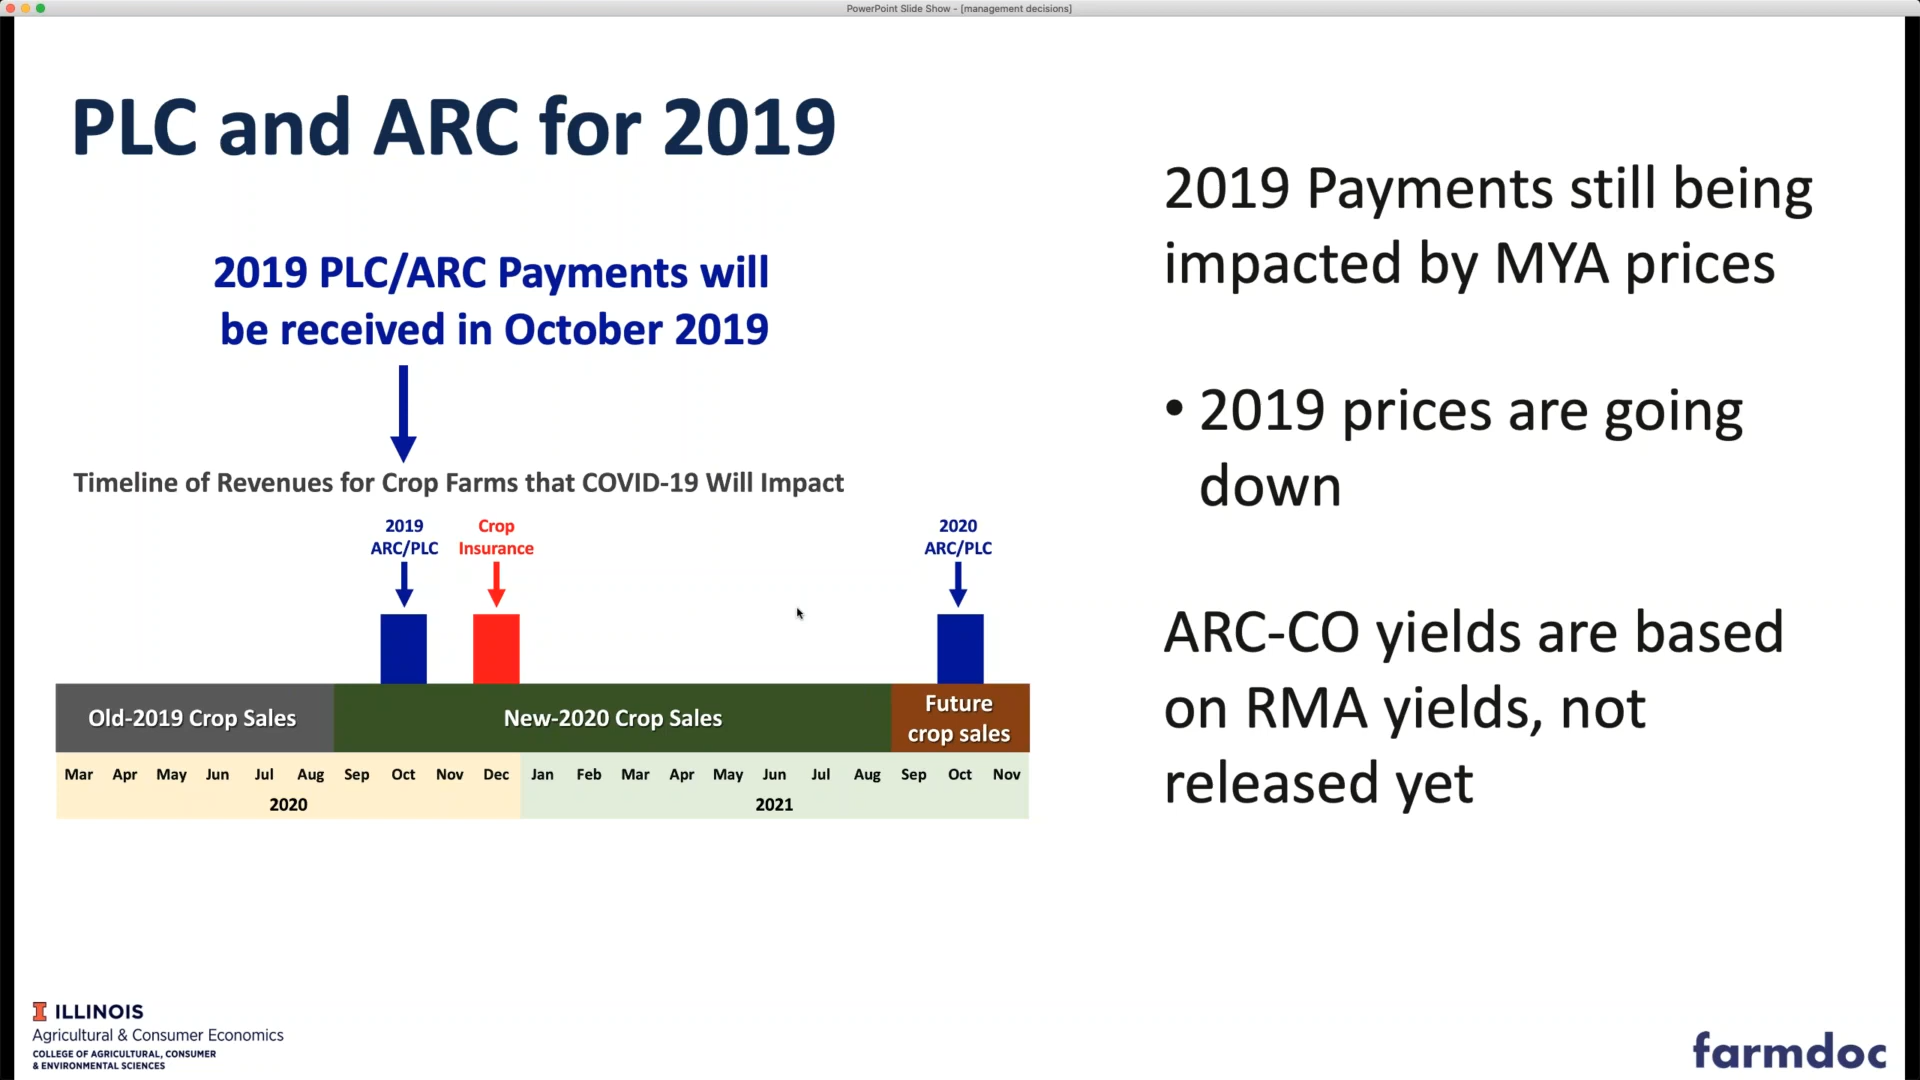 PowerPoint Slide Show - [management decisions]
PLC and ARC for 2019
2019 PLC/ARC Payments will
be received in October 2019
Timeline of Revenues for Crop Farms that COVID-19 Will Impact
2019
ARC/PLC
Crop
Insurance
2020
ARC/PLC
Old-2019 Crop Sales
New-2020 Crop Sales
Future
crop sales
Mar Apr May Jun Jul Aug Sep Oct Nov Dec Jan Feb Mar Apr May Jun Jul Aug Sep Oct Nov
2020 2021
2019 Payments still being
impacted by MYA prices
• 2019 prices are going
down
ARC-CO yields are based
on RMA yields, not
released yet
I ILLINOIS
Agricultural & Consumer Economics
COLLEGE OF AGRICULTURAL, CONSUMER
& ENVIRONMENTAL SCIENCES
farmdoc